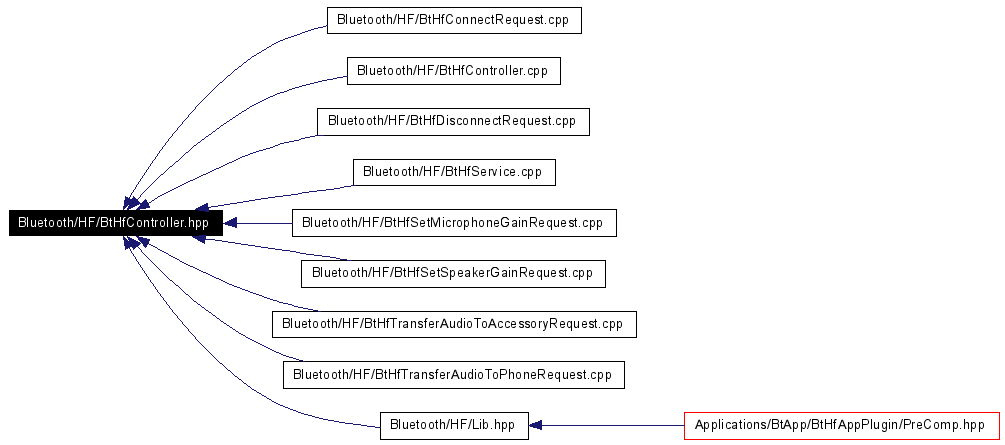 Bluetooth/HF/BtHfConnectRequest.cpp
Bluetooth/HF/BtHfController.cpp
Bluetooth/HF/BtHfDisconnectRequest.cpp
Bluetooth/HF/BtHfService.cpp
Bluetooth/HF/BtHfController.hpp
Bluetooth/HF/BtHfSetMicrophoneGainRequest.cpp
Bluetooth/HF/BtHfSetSpeakerGainRequest.cpp
Bluetooth/HF/BtHfTransferAudioToAccessoryRequest.cpp
Bluetooth/HF/BtHfTransferAudioToPhoneRequest.cpp
Bluetooth/HF/Lib.hpp
Applications/BtApp/BtHfAppPlugin/PreComp.hpp